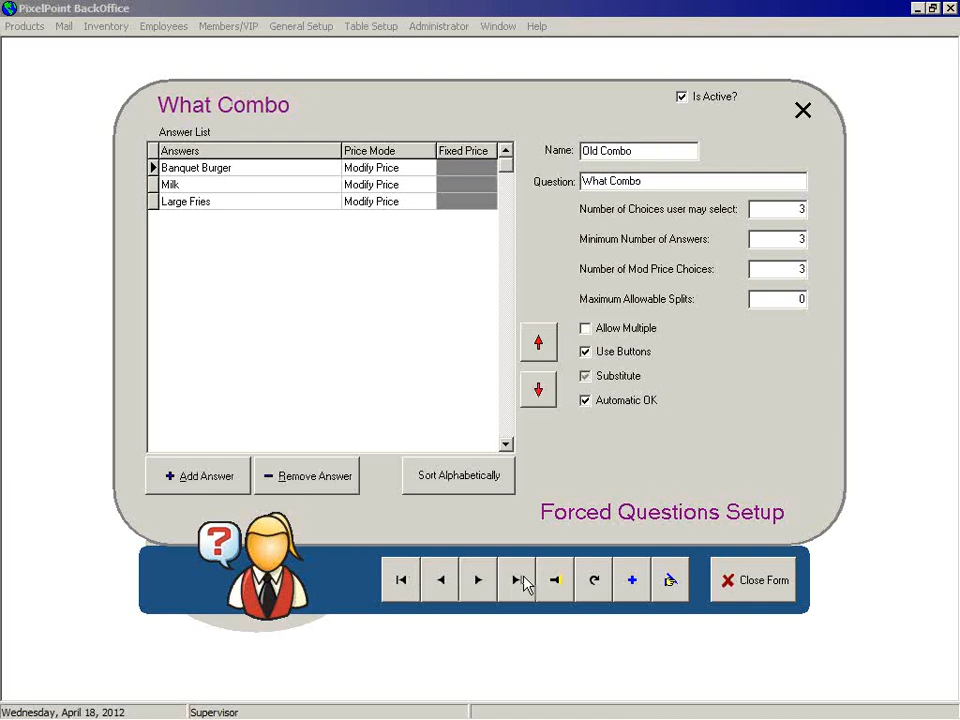 PixelPoint BackOffice
Products Mail Inventory Employees Members/VIP General Setup Table Setup Administrator Window Help
What Combo
Is Active?
Answer List
Answers Price Mode Fixed Price
Banquet Burger Modify Price
Milk Modify Price
Large Fries Modify Price
Name: Old Combo
Question: What Combo
Number of Choices user may select: 3
Minimum Number of Answers: 3
Number of Mod Price Choices: 3
Maximum Allowable Splits: 0
Allow Multiple
Use Buttons
Substitute
Automatic OK
Add Answer Remove Answer Sort Alphabetically
Forced Questions Setup
?
Close Form
Wednesday, April 18, 2012 Supervisor